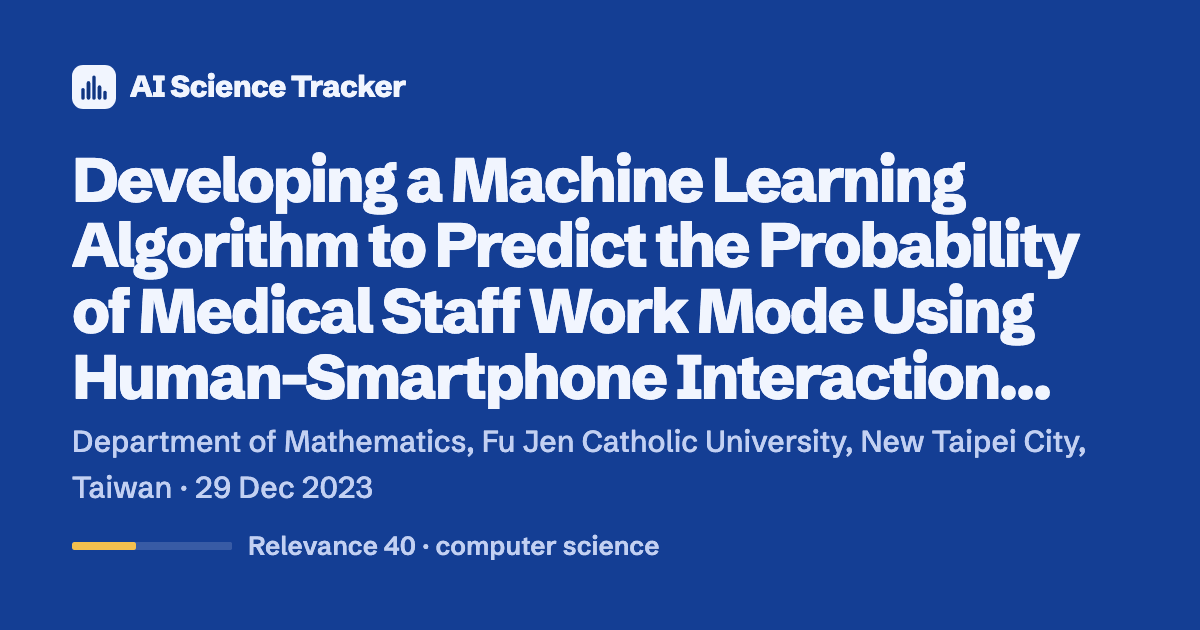 AI Science Tracker
Developing a Machine Learning
Algorithm to Predict the Probability
of Medical Staff Work Mode Using
Human-Smartphone Interaction...
Department of Mathematics, Fu Jen Catholic University, New Taipei City,
Taiwan · 29 Dec 2023
Relevance 40 · computer science